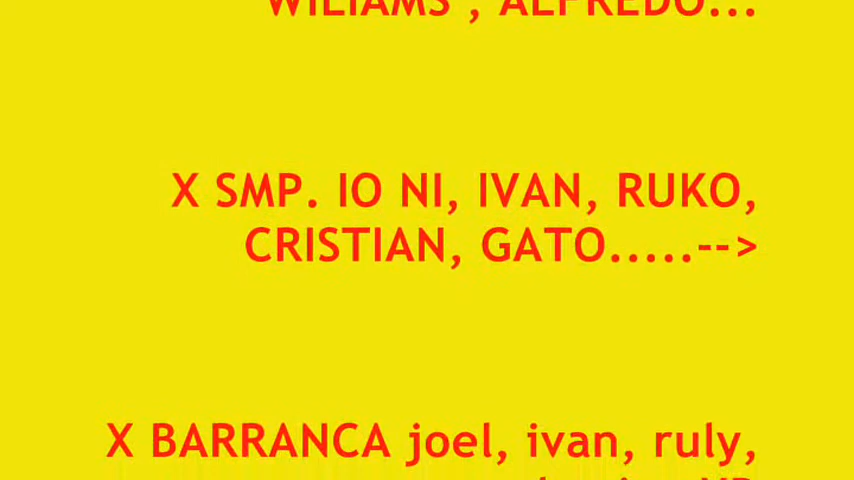 WILIAMS , ALFREDO...
X SMP. IO NI, IVAN, RUKO,
CRISTIAN, GATO.....-->
X BARRANCA joel, ivan, ruly,